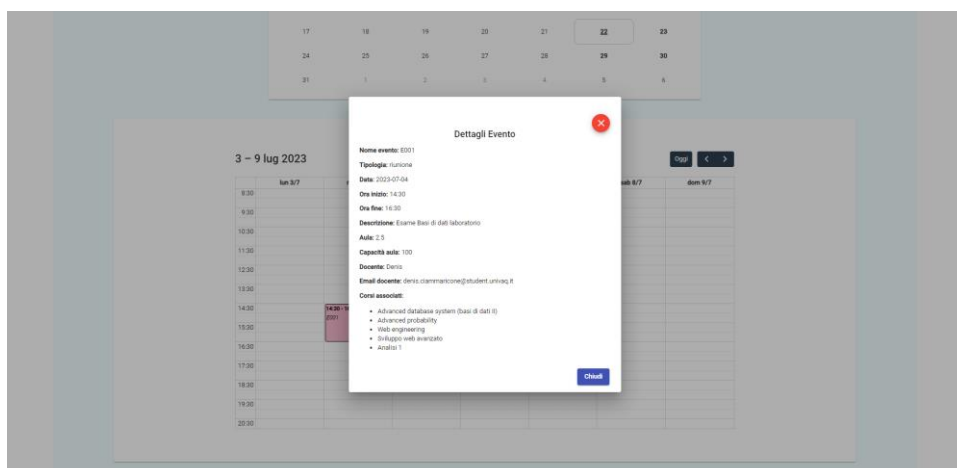 17 18 19 20 21 22 23
24 25 26 27 28 29 30
31 1 2 3 4 5 6
3 – 9 lug 2023
Oggi
lun 3/7
sab 8/7 dom 9/7
8:30
9:30
10:30
11:30
12:30
13:30
14:30
15:30
16:30
17:30
18:30
19:30
20:30
Dettagli Evento
Nome evento: E001
Tipologia: riunione
Data: 2023-07-04
Ora inizio: 14:30
Ora fine: 16:30
Descrizione: Esame Basi di dati laboratorio
Aula: 2.5
Capacità aula: 100
Docente: Denis
Email docente: denis.ciammaricone@student.univaq.it
Corsi associati:
Advanced database system (basi di dati II)
Advanced probability
Web engineering
Sviluppo web avanzato
Analisi 1
Chiudi